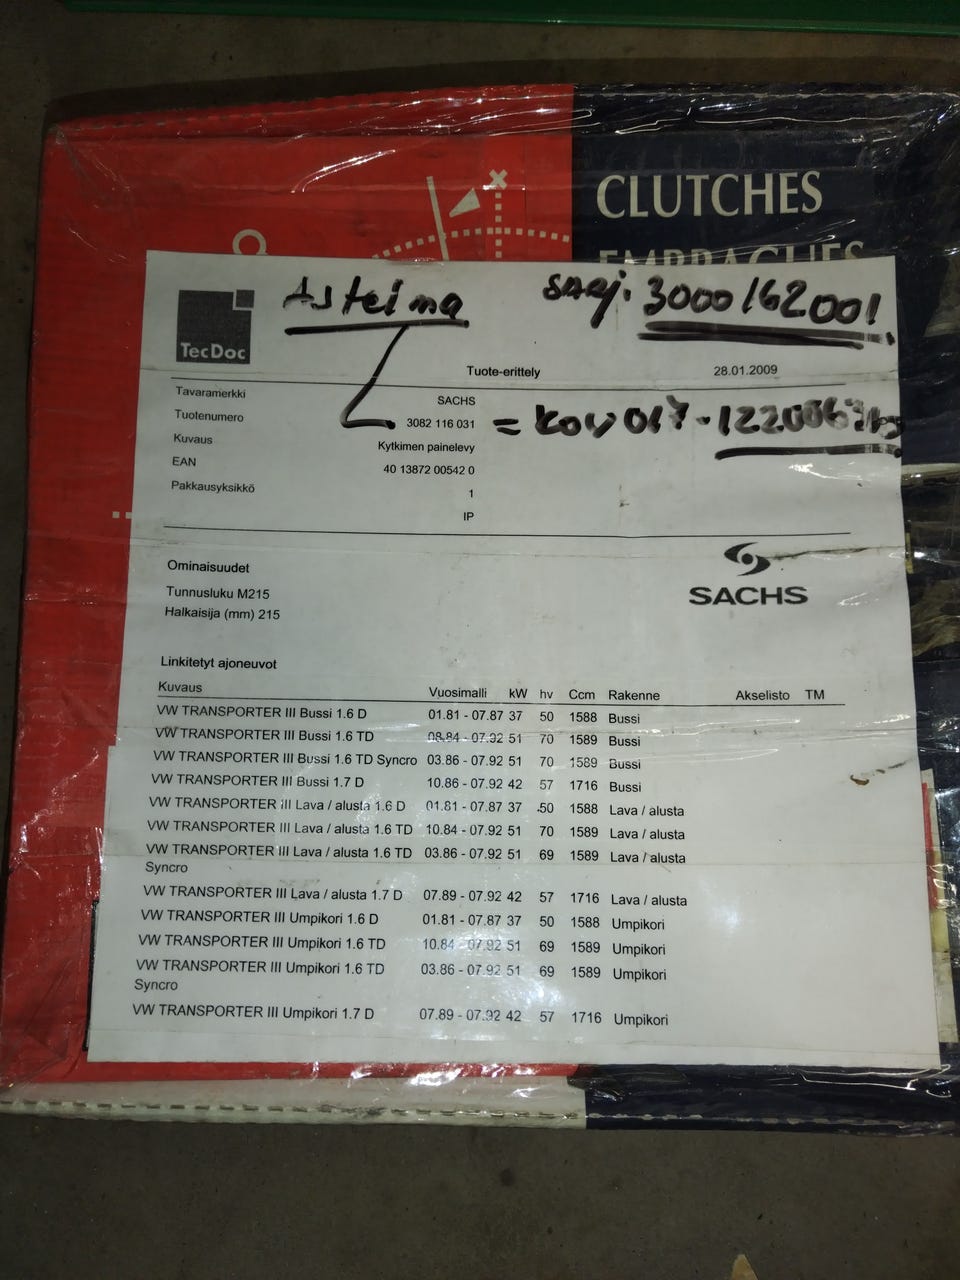 CLUTCHES
EMBRAGUES
Asetelma sarj. 3000162001
TecDoc
Tuote-erittely 28.01.2009
Tavaramerkki SACHS
Tuotenumero 3082 116 031 =
Kuvaus Kytkimen painelevy
EAN 40 13872 00542 0
Pakkausyksikkö 1
IP
SACHS
Ominaisuudet
Tunnusluku M215
Halkaisija (mm) 215
Linkitetyt ajoneuvot
Kuvaus Vuosimalli kW hv Ccm Rakenne Akselisto TM
VW TRANSPORTER III Bussi 1.6 D 01.81 - 07.87 37 50 1588 Bussi
VW TRANSPORTER III Bussi 1.6 TD 08.84 - 07.92 51 70 1589 Bussi
VW TRANSPORTER III Bussi 1.6 TD Syncro 03.86 - 07.92 51 70 1589 Bussi
VW TRANSPORTER III Bussi 1.7 D 10.86 - 07.92 42 57 1716 Bussi
VW TRANSPORTER III Lava / alusta 1.6 D 01.81 - 07.87 37 50 1588 Lava / alusta
VW TRANSPORTER III Lava / alusta 1.6 TD 10.84 - 07.92 51 70 1589 Lava / alusta
VW TRANSPORTER III Lava / alusta 1.6 TD 03.86 - 07.92 51 69 1589 Lava / alusta
Syncro
VW TRANSPORTER III Lava / alusta 1.7 D 07.89 - 07.92 42 57 1716 Lava / alusta
VW TRANSPORTER III Umpikori 1.6 D 01.81 - 07.87 37 50 1588 Umpikori
VW TRANSPORTER III Umpikori 1.6 TD 10.84 - 07.92 51 69 1589 Umpikori
VW TRANSPORTER III Umpikori 1.6 TD 03.86 - 07.92 51 69 1589 Umpikori
Syncro
VW TRANSPORTER III Umpikori 1.7 D 07.89 - 07.92 42 57 1716 Umpikori